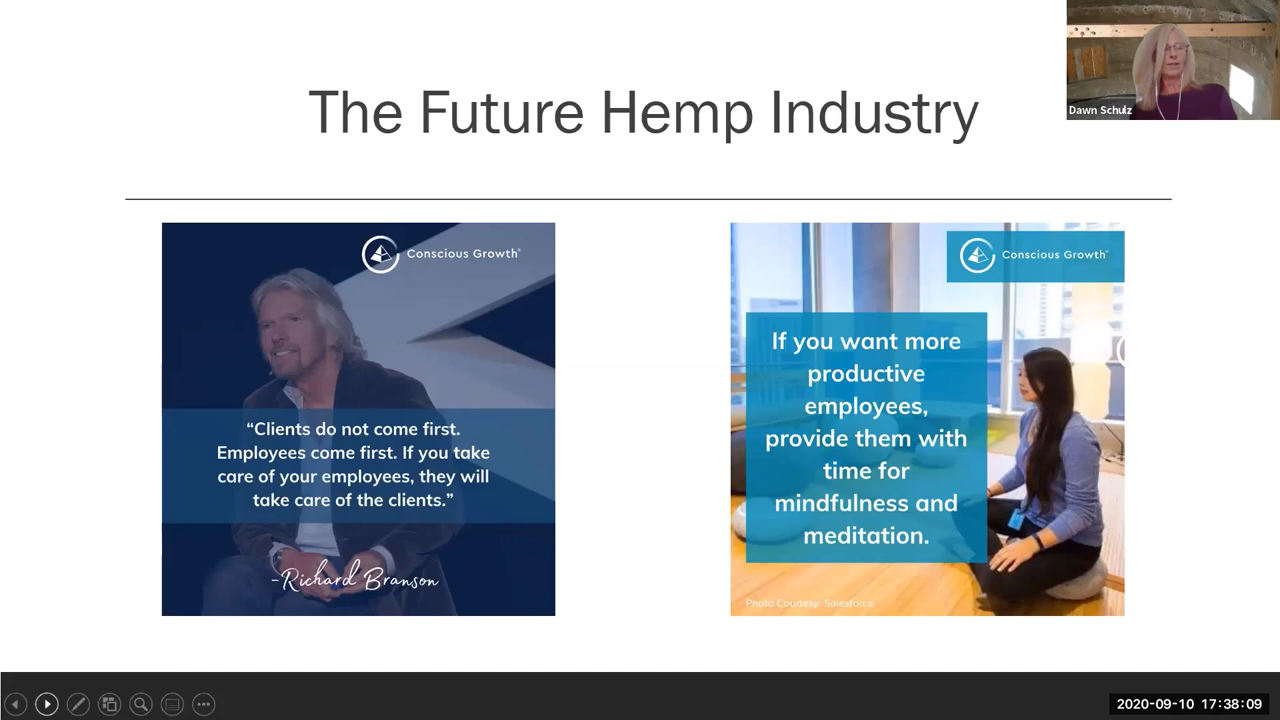 The Future Hemp Industry
Dawn Schulz
Conscious Growth®
“Clients do not come first.
Employees come first. If you take
care of your employees, they will
take care of the clients.”
-Richard Branson
Conscious Growth®
If you want more
productive
employees,
provide them with
time for
mindfulness and
meditation.
Photo Courtesy: Salesforce
2020-09-10 17:38:09